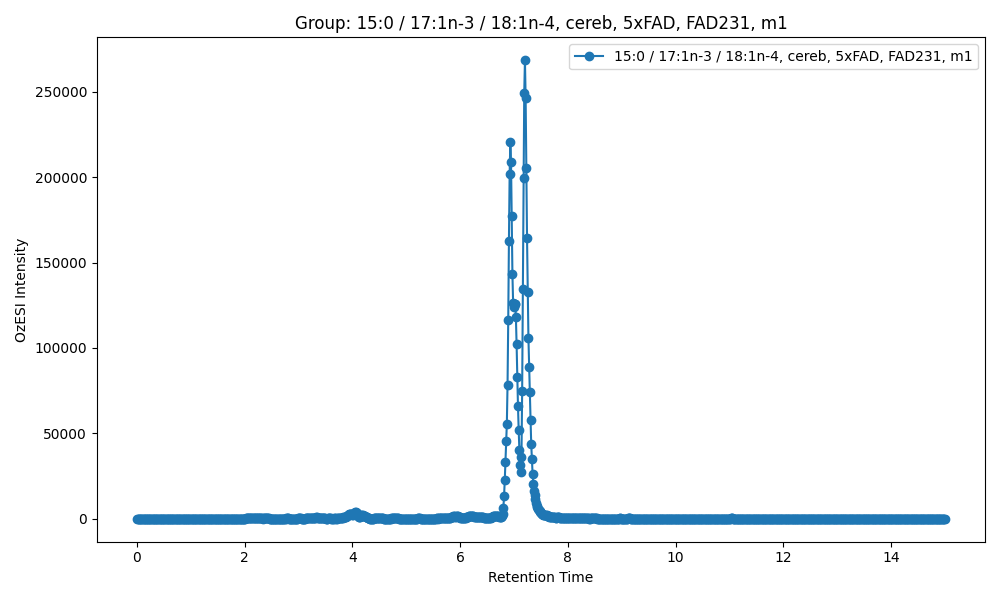 Group: 15:0 / 17:1n-3 / 18:1n-4, cereb, 5xFAD, FAD231, m1
15:0 / 17:1n-3 / 18:1n-4, cereb, 5xFAD, FAD231, m1
OzESI Intensity
250000
200000
150000
100000
50000
0
0 2 4 6 8 10 12 14
Retention Time